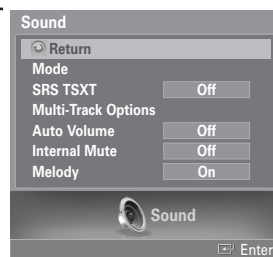 Sound
Return
Mode
SRS TSXT Off
Multi-Track Options
Auto Volume Off
Internal Mute Off
Melody On
Sound
Enter